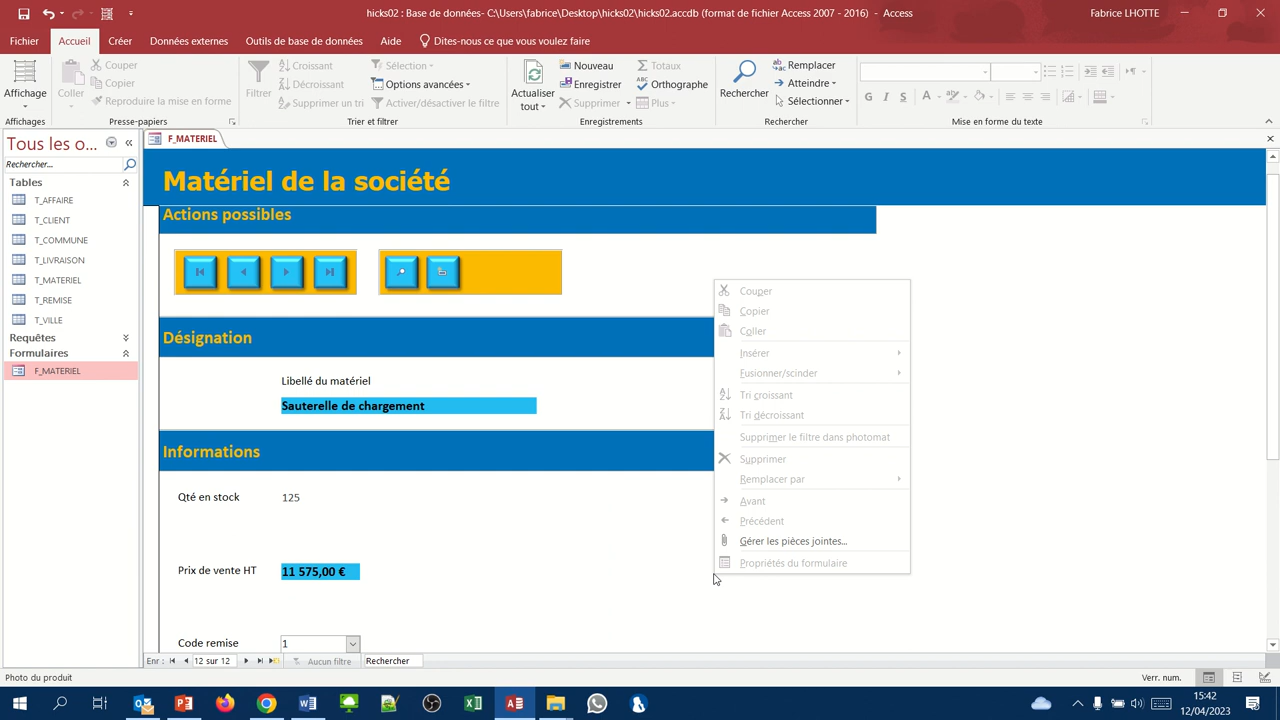 hicks02 : Base de données- C:\Users\fabrice\Desktop\hicks02\hicks02.accdb (format de fichier Access 2007 - 2016) - Access
Fabrice LHOTTE
Fichier Accueil Créer Données externes Outils de base de données Aide Dites-nous ce que vous voulez faire
Affichage
Affichages
Coller
Couper
Copier
Reproduire la mise en forme
Presse-papiers
Filtrer
Croissant
Décroissant
Supprimer un tri
Sélection
Options avancées
Activer/désactiver le filtre
Trier et filtrer
Actualiser tout
Nouveau
Enregistrer
Supprimer
Totaux
Orthographe
Plus
Enregistrements
Rechercher
Remplacer
Atteindre
Sélectionner
Rechercher
G I S A
Mise en forme du texte
Tous les o...
Rechercher...
Tables
T_AFFAIRE
T_CLIENT
T_COMMUNE
T_LIVRAISON
T_MATERIEL
T_REMISE
T_VILLE
Requêtes
Formulaires
F_MATERIEL
F_MATERIEL
Matériel de la société
Actions possibles
Désignation
Libellé du matériel
Sauterelle de chargement
Informations
Qté en stock 125
Prix de vente HT 11 575,00 €
Code remise 1
Couper
Copier
Coller
Insérer
Fusionner/scinder
Tri croissant
Tri décroissant
Supprimer le filtre dans photomat
Supprimer
Remplacer par
Avant
Précédent
Gérer les pièces jointes...
Propriétés du formulaire
Enr : 12 sur 12 Aucun filtre Rechercher
Photo du produit
Verr. num.
15:42
12/04/2023